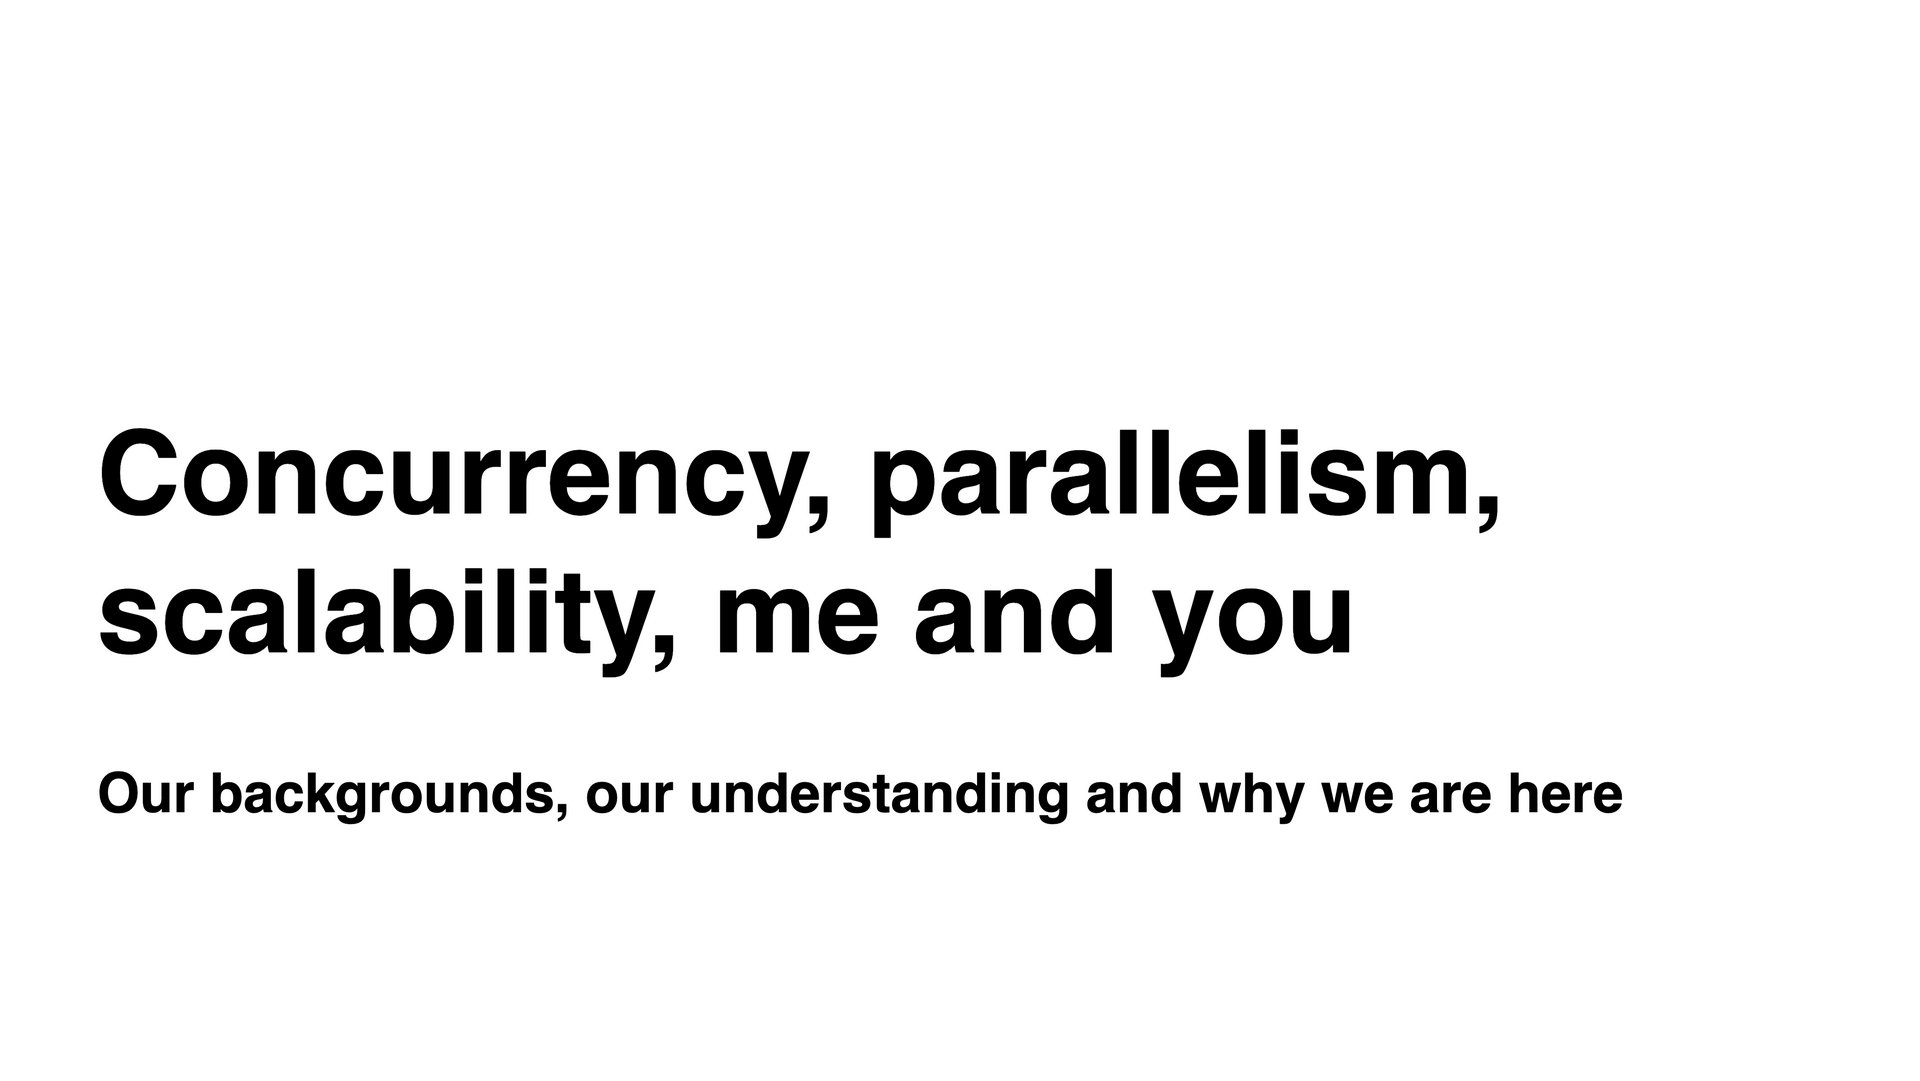 Concurrency, parallelism,
scalability, me and you
Our backgrounds, our understanding and why we are here